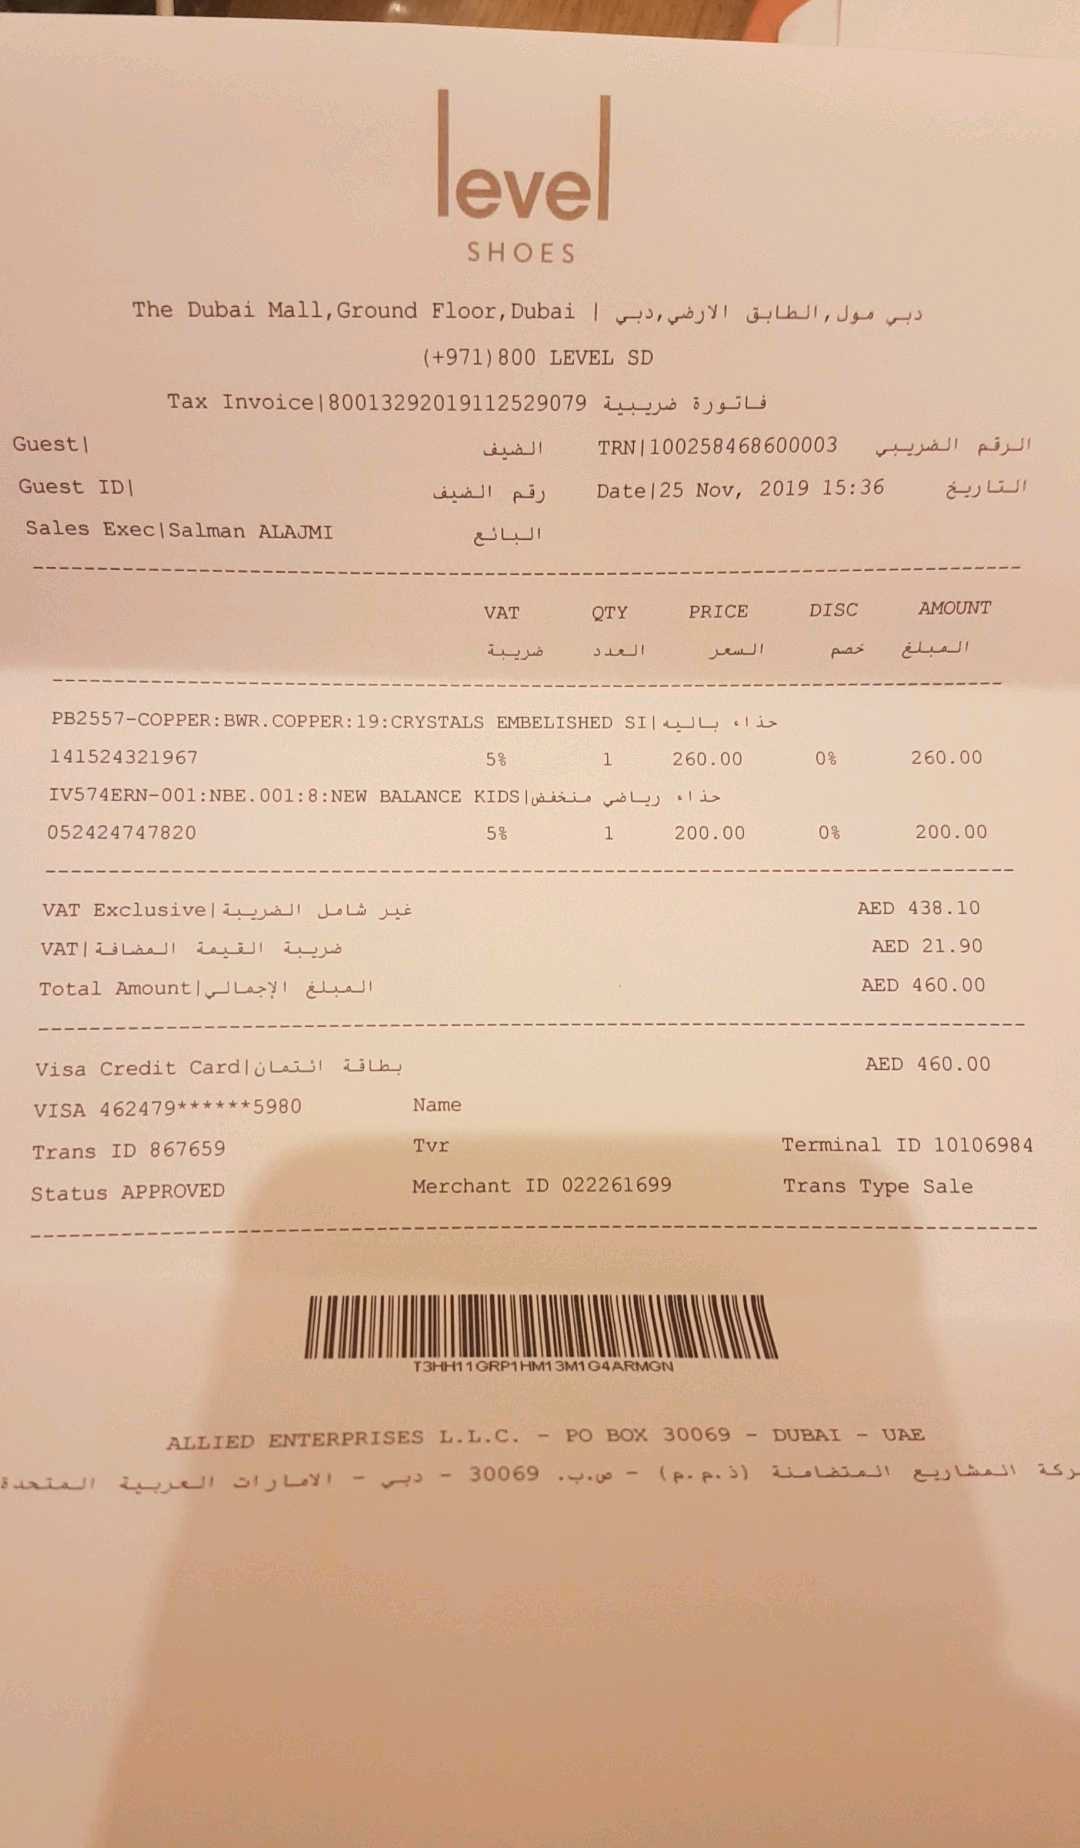 level
SHOES
The Dubai Mall,Ground Floor,Dubai | دبي مول,الطابق الارضي,دبي
(+971)800 LEVEL SD
Tax Invoice|80013292019112529079 فاتورة ضريبية
Guest| الضيف TRN|100258468600003 الرقم الضريبي
Guest ID| رقم الضيف Date|25 Nov, 2019 15:36 التاريخ
Sales Exec|Salman ALAJMI البائع
VAT QTY PRICE DISC AMOUNT
ضريبة العدد السعر خصم المبلغ
PB2557-COPPER:BWR.COPPER:19:CRYSTALS EMBELISHED SI|حذاء باليه
141524321967 5% 1 260.00 0% 260.00
IV574ERN-001:NBE.001:8:NEW BALANCE KIDS|حذاء رياضي منخفض
052424747820 5% 1 200.00 0% 200.00
VAT Exclusive|غير شامل الضريبة AED 438.10
VAT|ضريبة القيمة المضافة AED 21.90
Total Amount|المبلغ الإجمالي AED 460.00
Visa Credit Card|بطاقة ائتمان AED 460.00
VISA 462479******5980 Name
Trans ID 867659 Tvr Terminal ID 10106984
Status APPROVED Merchant ID 022261699 Trans Type Sale
T3HH11GRP1HM13M1G4ARMGN
ALLIED ENTERPRISES L.L.C. - PO BOX 30069 - DUBAI - UAE
ركة المشاريع المتضامنة (ذ.م.م) - ص.ب. 30069 - دبي - الامارات العربية المتحدة